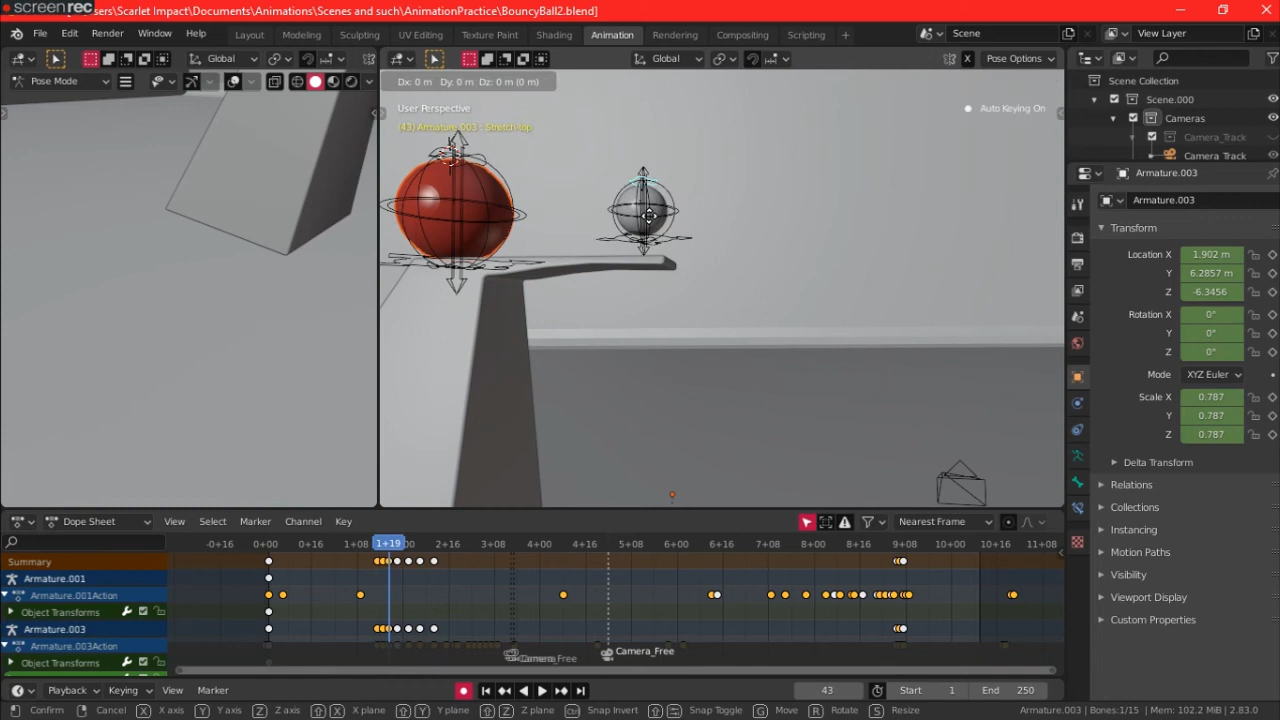 screenrec
ers\Scarlet Impact\Documents\Animations\Scenes and such\AnimationPractice\BouncyBall2.blend]
File Edit Render Window Help Layout Modeling Sculpting UV Editing Texture Paint Shading Animation Rendering Compositing Scripting + Scene View Layer
Global Global X Pose Options
Pose Mode Dx: 0 m Dy: 0 m Dz: 0 m (0 m)
Scene Collection
Scene.000
Cameras
Camera_Track
Camera Track
User Perspective Auto Keying On
(43) Armature.003 : Stretch top
Armature.003
Armature.003
Transform
Location X 1.902 m
Y 6.2857 m
Z -6.3456
Rotation X 0°
Y 0°
Z 0°
Mode XYZ Euler
Scale X 0.787
Y 0.787
Z 0.787
Delta Transform
Relations
Collections
Instancing
Motion Paths
Visibility
Viewport Display
Custom Properties
Dope Sheet View Select Marker Channel Key Nearest Frame
-0+16 0+00 0+16 1+08 1+19 00 2+16 3+08 4+00 4+16 5+08 6+00 6+16 7+08 8+00 8+16 9+08 10+00 10+16 11+08
Summary
Armature.001
Armature.001Action
Object Transforms
Armature.003
Armature.003Action
Object Transforms
Camera_Free Camera_Free
Playback Keying View Marker 43 Start 1 End 250
Confirm Cancel X X axis Y Y axis Z Z axis X X plane Y Y plane Z Z plane Ctrl Snap Invert Snap Toggle G Move R Rotate S Resize Armature.003 | Bones:1/15 | Mem: 102.2 MiB | 2.83.0